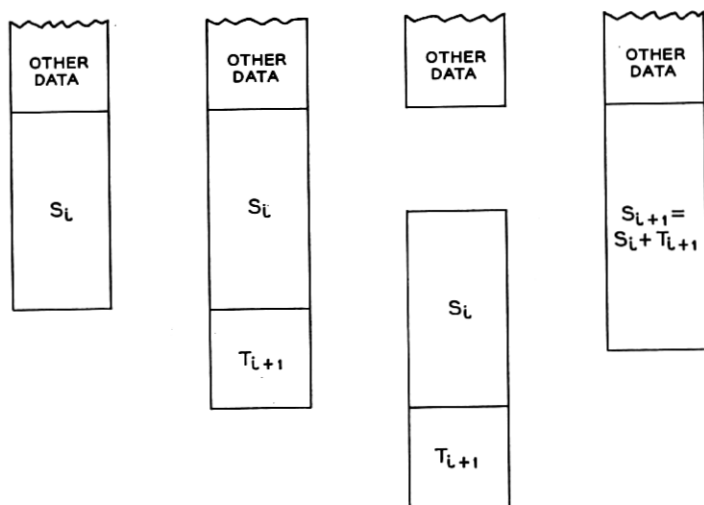 OTHER
DATA
Si
OTHER
DATA
Si
Ti+1
OTHER
DATA
Si
Ti+1
OTHER
DATA
Si+1=
Si+Ti+1